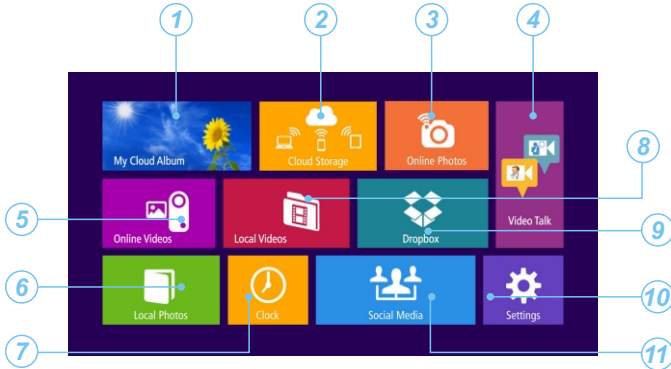 1 2 3 4
My Cloud Album Cloud Storage Online Photos
8
Video Talk
5 Online Videos Local Videos Dropbox 9
6 Local Photos Clock Social Media Settings 10
7 11